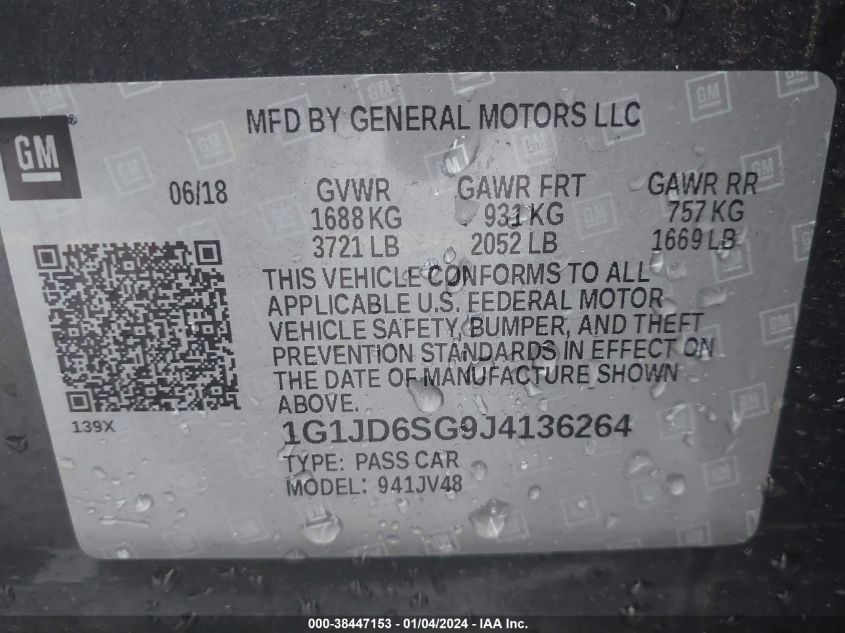 MFD BY GENERAL MOTORS LLC
GM
06/18
GVWR GAWR FRT GAWR RR
1688 KG 931 KG 757 KG
3721 LB 2052 LB 1669 LB
THIS VEHICLE CONFORMS TO ALL
APPLICABLE U.S. FEDERAL MOTOR
VEHICLE SAFETY, BUMPER, AND THEFT
PREVENTION STANDARDS IN EFFECT ON
THE DATE OF MANUFACTURE SHOWN
ABOVE.
139X
1G1JD6SG9J4136264
TYPE: PASS CAR
MODEL: 941JV48
000-38447153 - 01/04/2024 - IAA Inc.